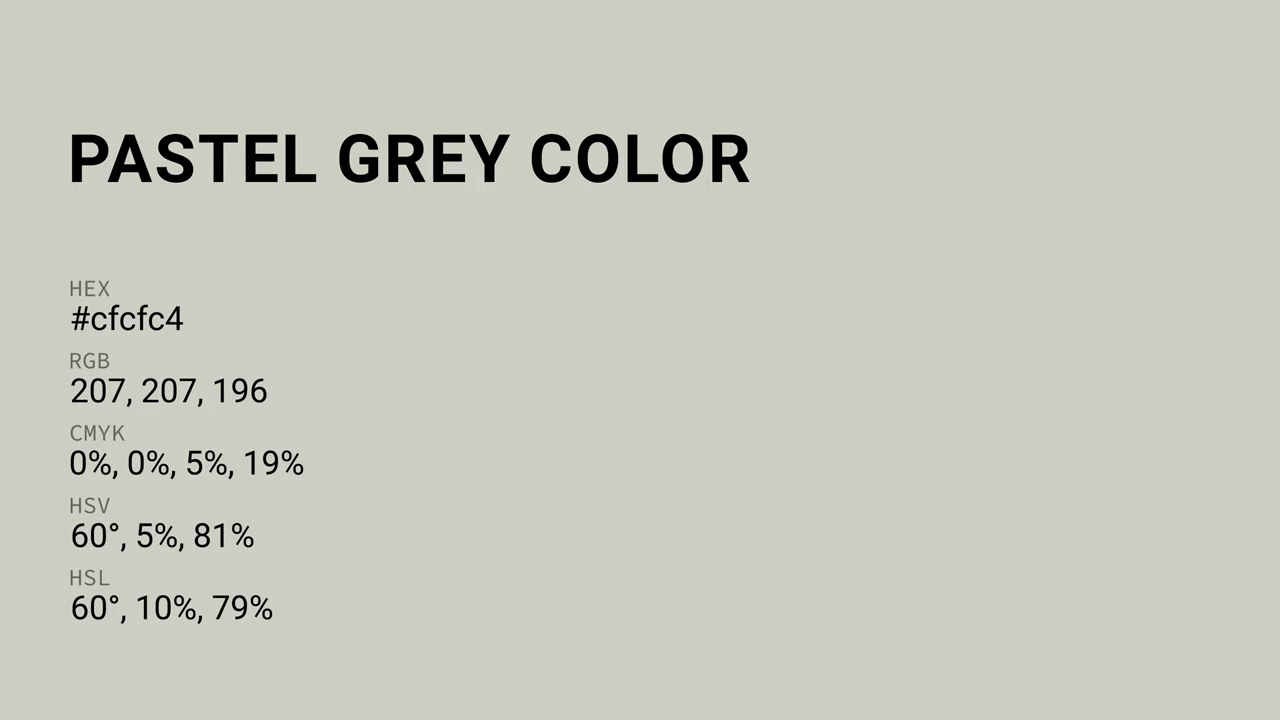 PASTEL GREY COLOR
HEX
#cfcfc4
RGB
207, 207, 196
CMYK
0%, 0%, 5%, 19%
HSV
60°, 5%, 81%
HSL
60°, 10%, 79%